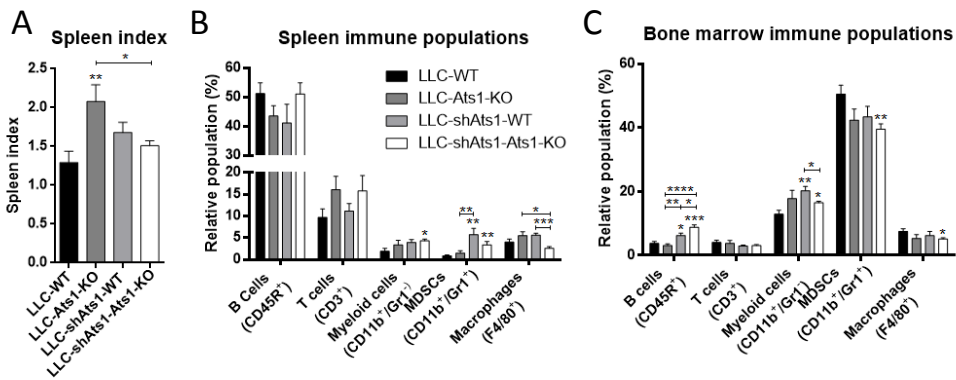 A
Spleen index
Spleen index
2.5
2.0
1.5
1.0
0.5
0.0
**
*
LLC-WT
LLC-Ats1-KO
LLC-shAts1-WT
LLC-shAts1-Ats1-KO
B
Spleen immune populations
Relative population (%)
60
50
40
30
20
15
10
5
0
LLC-WT
LLC-Ats1-KO
LLC-shAts1-WT
LLC-shAts1-Ats1-KO
*
**
**
**
*
***
B Cells
(CD45R+)
T cells
(CD3+)
Myeloid cells
(CD11b+/Gr1-)
MDSCs
(CD11b+/Gr1+)
Macrophages
(F4/80+)
C
Bone marrow immune populations
Relative population (%)
60
40
20
0
****
** *
*
***
*
**
*
**
*
B Cells
(CD45R+)
T cells
(CD3+)
Myeloid cells
(CD11b+/Gr1-)
MDSCs
(CD11b+/Gr1+)
Macrophages
(F4/80+)